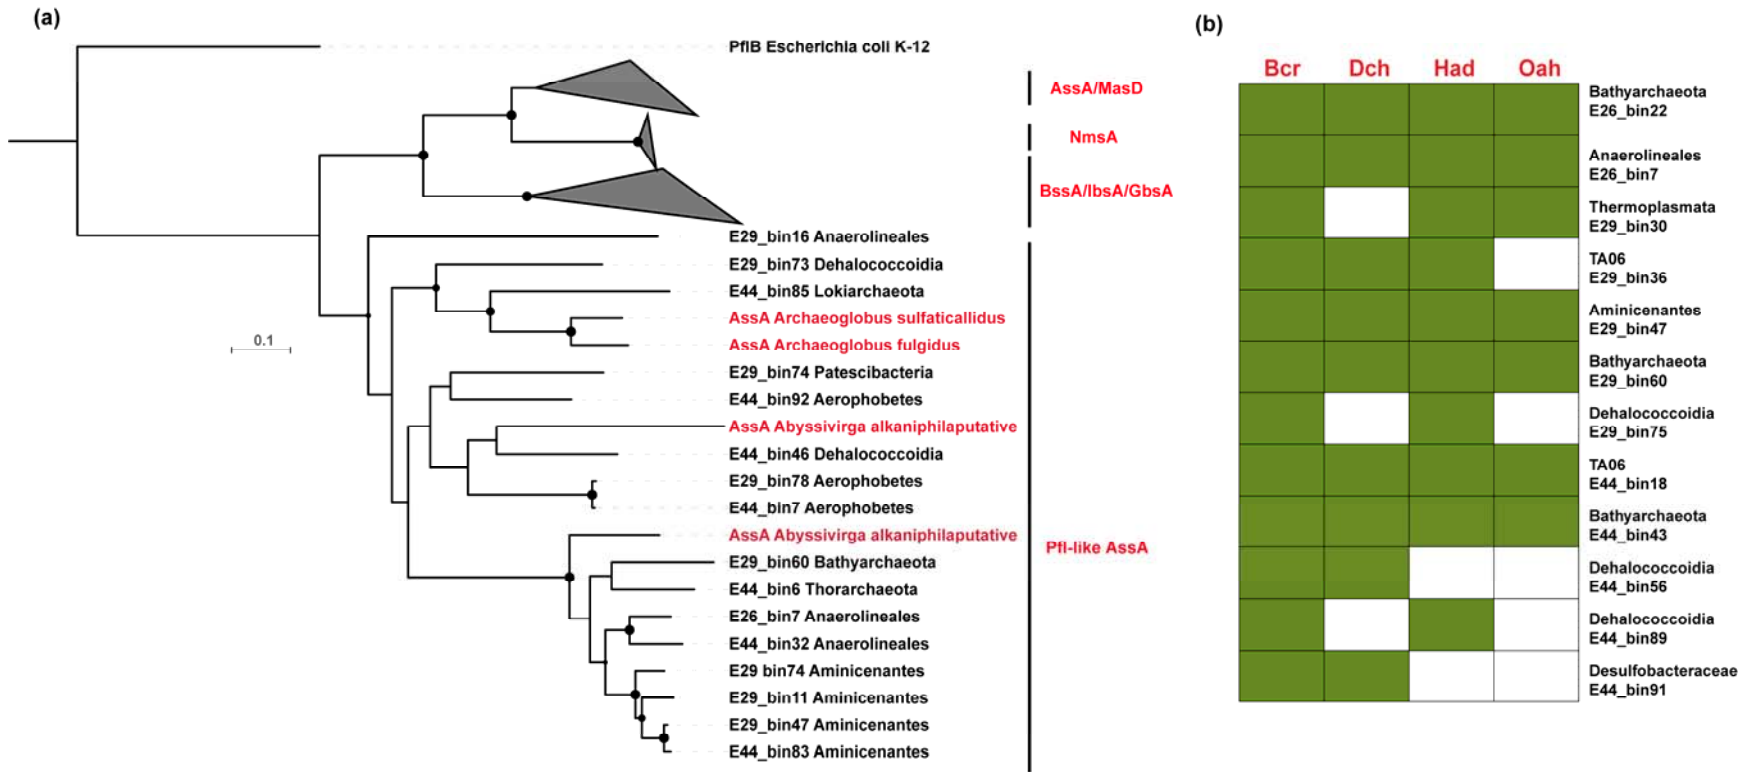 (a)
PflB Escherichia coli K-12
AssA/MasD
NmsA
BssA/IbsA/GbsA
E29_bin16 Anaerolineales
E29_bin73 Dehalococcoidia
E44_bin85 Lokiarchaeota
AssA Archaeoglobus sulfaticallidus
AssA Archaeoglobus fulgidus
E29_bin74 Patescibacteria
E44_bin92 Aerophobetes
AssA Abyssivirga alkaniphilaputative
E44_bin46 Dehalococcoidia
E29_bin78 Aerophobetes
E44_bin7 Aerophobetes
AssA Abyssivirga alkaniphilaputative
E29_bin60 Bathyarchaeota
E44_bin6 Thorarchaeota
E26_bin7 Anaerolineales
E44_bin32 Anaerolineales
E29 bin74 Aminicenantes
E29_bin11 Aminicenantes
E29_bin47 Aminicenantes
E44_bin83 Aminicenantes
Pfl-like AssA
0.1
(b)
Bcr Dch Had Oah
Bathyarchaeota
E26_bin22
Anaerolineales
E26_bin7
Thermoplasmata
E29_bin30
TA06
E29_bin36
Aminicenantes
E29_bin47
Bathyarchaeota
E29_bin60
Dehalococcoidia
E29_bin75
TA06
E44_bin18
Bathyarchaeota
E44_bin43
Dehalococcoidia
E44_bin56
Dehalococcoidia
E44_bin89
Desulfobacteraceae
E44_bin91